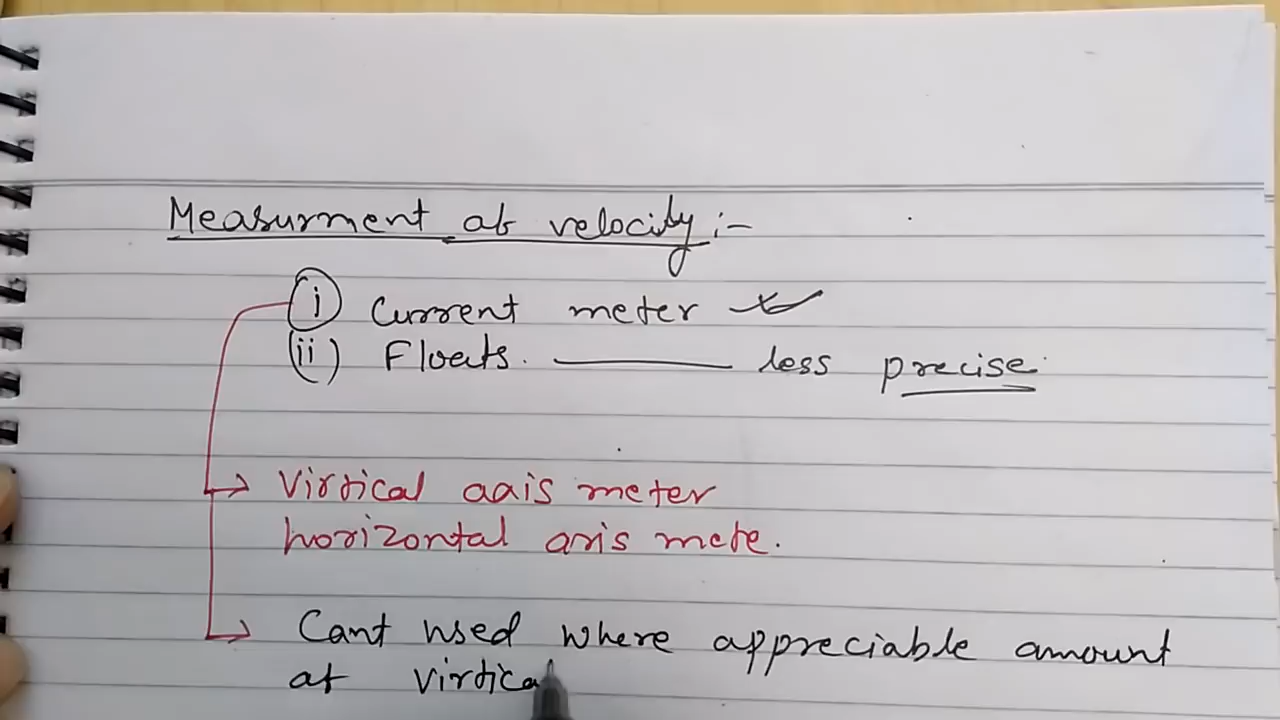 Measurment of velocity :-
(i) Current meter
(ii) Floats. —— less precise
Virtical axis meter
horizontal axis mete.
Cant used where appreciable amount
of virtica